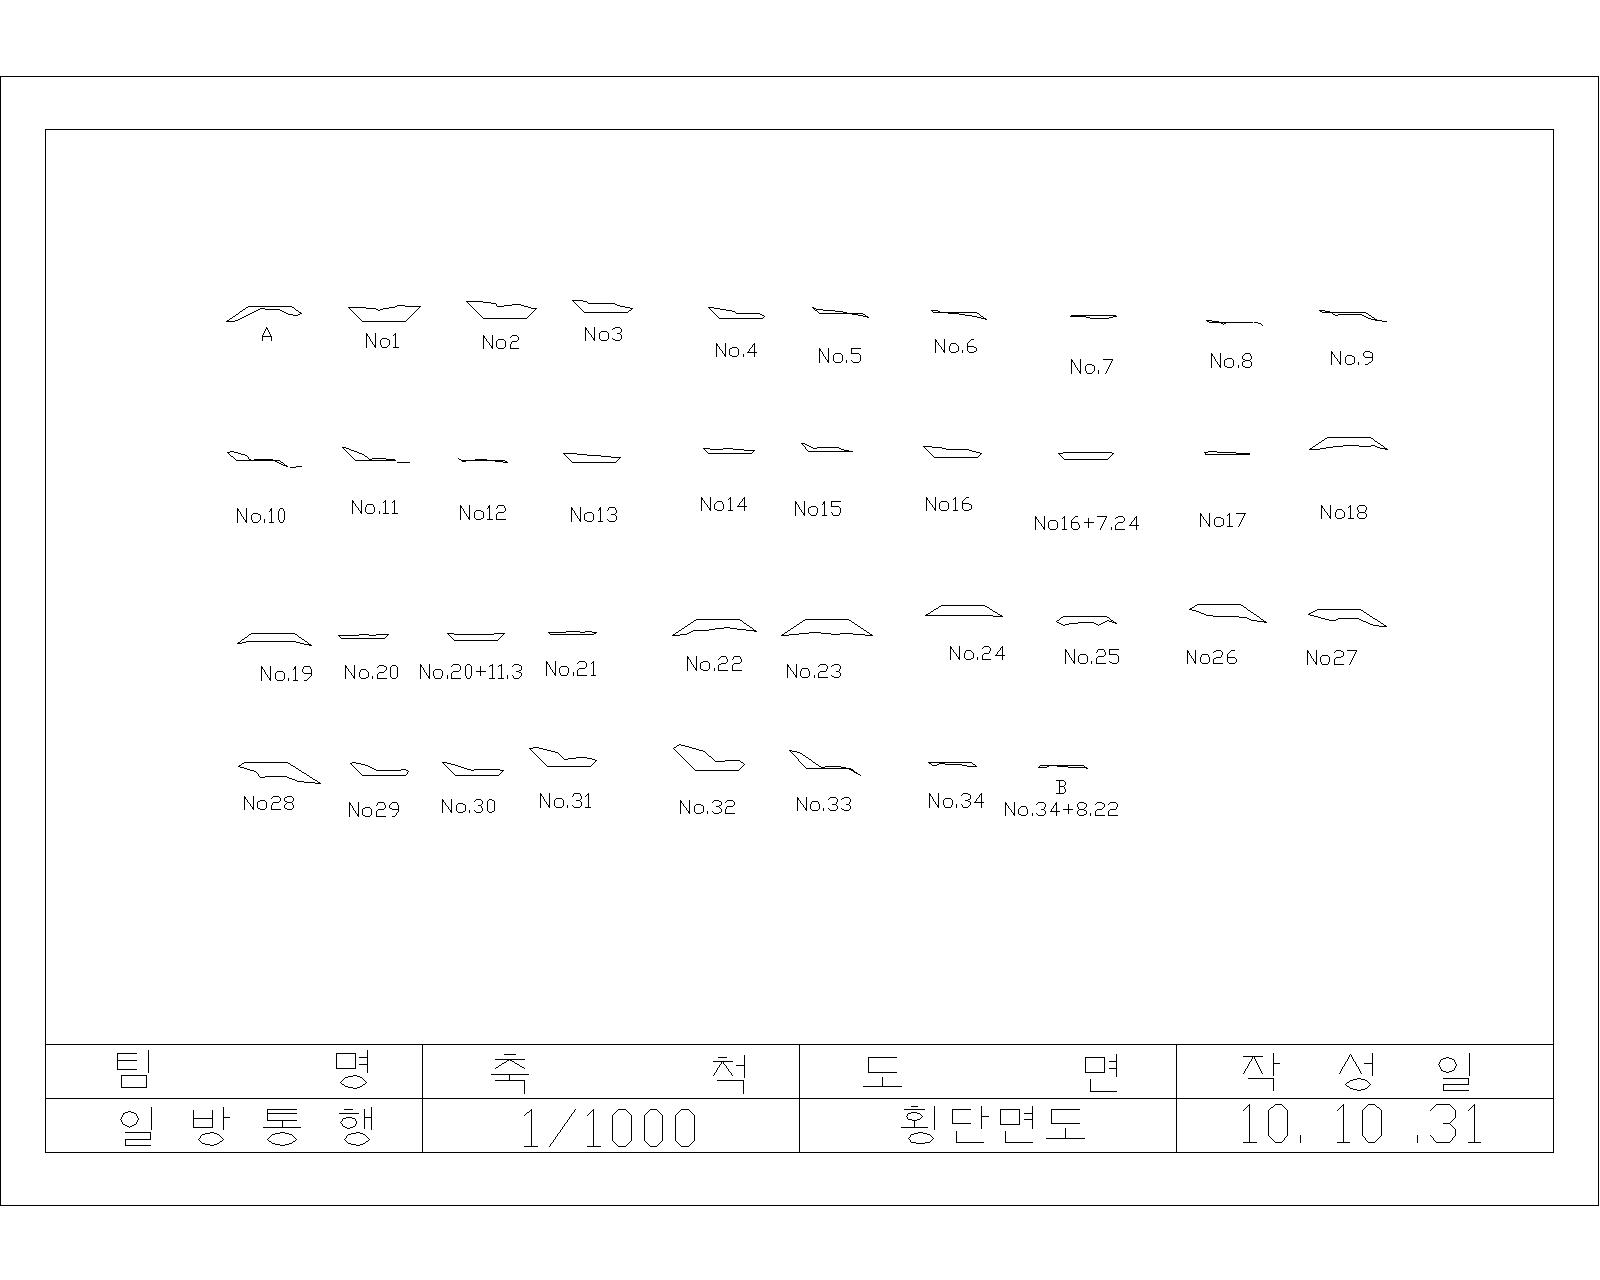 A No1 No2 No3 No.4 No.5 No.6 No.7 No.8 No.9
No.10 No.11 No12 No13 No14 No15 No16 No16+7.24 No17 No18
No.19 No.20 No.20+11.3 No.21 No.22 No.23 No.24 No.25 No26 No27
No28 No29 No.30 No.31 No.32 No.33 No.34 B
No.34+8.22
팀 명 축 척 도 면 작 성 일
일 방 통 행 1/1000 횡단면도 10. 10 .31